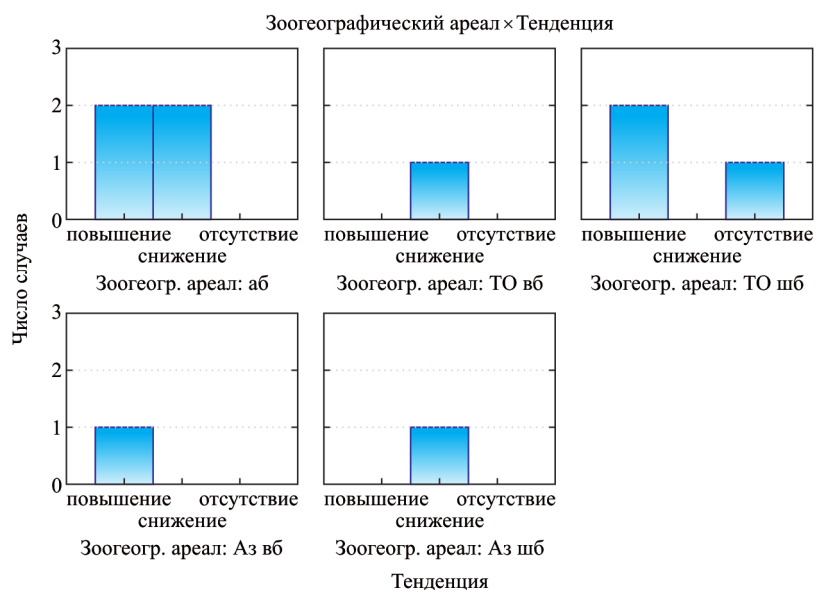 Зоогеографический ареал × Тенденция
Число случаев
3
2
1
0
повышение отсутствие
снижение
Зоогеогр. ареал: аб
повышение отсутствие
снижение
Зоогеогр. ареал: ТО вб
повышение отсутствие
снижение
Зоогеогр. ареал: ТО шб
3
2
1
0
повышение отсутствие
снижение
Зоогеогр. ареал: Аз вб
повышение отсутствие
снижение
Зоогеогр. ареал: Аз шб
Тенденция